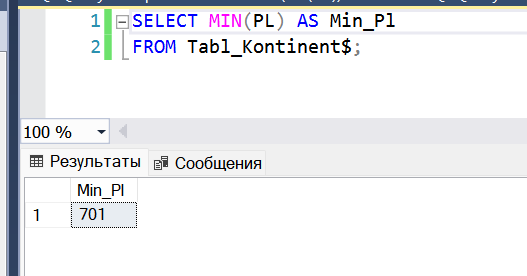 1 SELECT MIN(PL) AS Min_Pl
2 FROM Tabl_Kontinent$;
100 %
Результаты Сообщения
Min_Pl
1 701